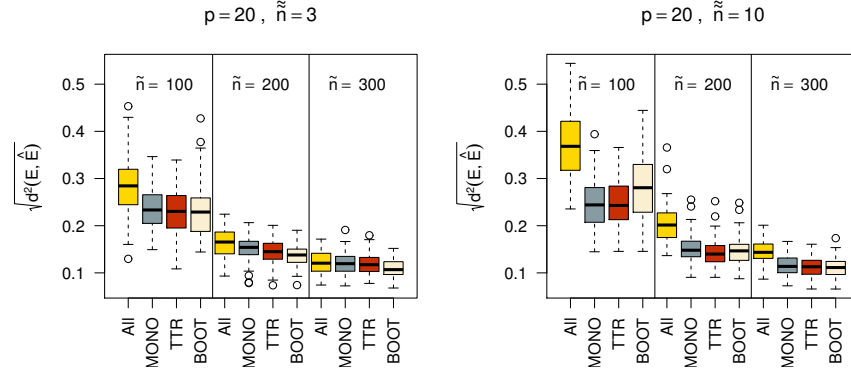 p = 20 , ñ̃ = 3
√d²(E, Ê)
0.5
0.4
0.3
0.2
0.1
ñ = 100
ñ = 200
ñ = 300
All
MONO
TTR
BOOT
All
MONO
TTR
BOOT
All
MONO
TTR
BOOT
p = 20 , ñ̃ = 10
√d²(E, Ê)
0.5
0.4
0.3
0.2
0.1
ñ = 100
ñ = 200
ñ = 300
All
MONO
TTR
BOOT
All
MONO
TTR
BOOT
All
MONO
TTR
BOOT